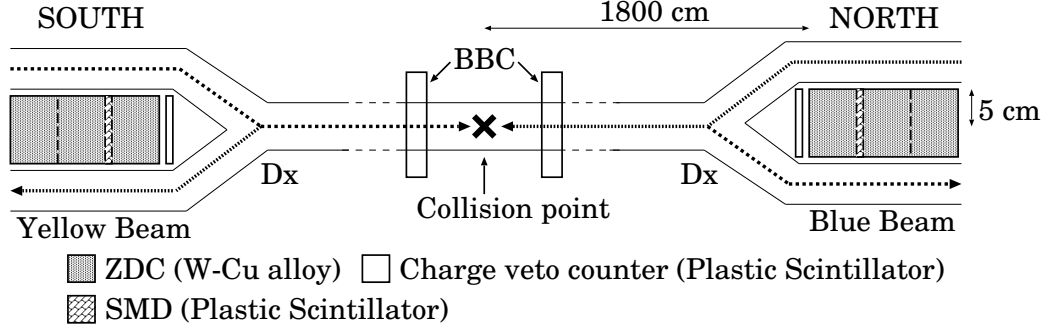 SOUTH
1800 cm
NORTH
BBC
5 cm
Dx
Dx
Collision point
Yellow Beam
Blue Beam
ZDC (W-Cu alloy)
Charge veto counter (Plastic Scintillator)
SMD (Plastic Scintillator)